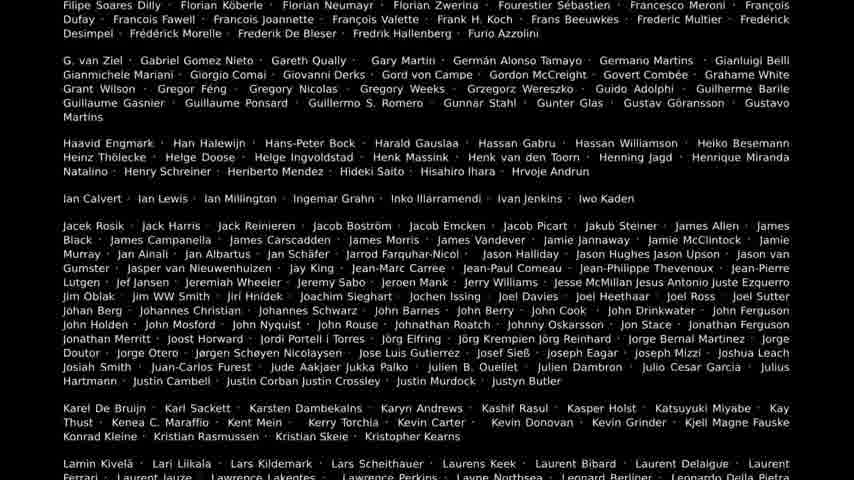 Filipe Soares Dilly · Florian Köberle · Florian Neumayr · Florian Zwerina · Fourestier Sébastien · Francesco Meroni · François
Dufay · Francois Fawell · Francois Joannette · François Valette · Frank H. Koch · Frans Beeuwkes · Frederic Multier · Frédérick
Desimpel · Frédérick Morelle · Frederik De Bleser · Fredrik Hallenberg · Furio Azzolini
G. van Ziel · Gabriel Gomez Nieto · Gareth Qually · Gary Martin · Germán Alonso Tamayo · Germano Martins · Gianluigi Belli
Gianmichele Mariani · Giorgio Comai · Giovanni Derks · Gord von Campe · Gordon McCreight · Govert Combée · Grahame White
Grant Wilson · Gregor Féng · Gregory Nicolas · Gregory Weeks · Grzegorz Wereszko · Guido Adolphi · Guilherme Barile
Guillaume Gasnier · Guillaume Ponsard · Guillermo S. Romero · Gunnar Stahl · Gunter Glas · Gustav Göransson · Gustavo
Martins
Haavid Engmark · Han Halewijn · Hans-Peter Bock · Harald Gauslaa · Hassan Gabru · Hassan Williamson · Heiko Besemann
Heinz Thölecke · Helge Doose · Helge Ingvoldstad · Henk Massink · Henk van den Toorn · Henning Jagd · Henrique Miranda
Natalino · Henry Schreiner · Heriberto Mendez · Hideki Saito · Hisahiro Ihara · Hrvoje Andrun
Ian Calvert · Ian Lewis · Ian Millington · Ingemar Grahn · Inko Illarramendi · Ivan Jenkins · Iwo Kaden
Jacek Rosik · Jack Harris · Jack Reinieren · Jacob Boström · Jacob Emcken · Jacob Picart · Jakub Steiner · James Allen · James
Black · James Campanella · James Carscadden · James Morris · James Vandever · Jamie Jannaway · Jamie McClintock · Jamie
Murray · Jan Ainali · Jan Albartus · Jan Schäfer · Jarrod Farquhar-Nicol · Jason Halliday · Jason Hughes Jason Upson · Jason van
Gumster · Jasper van Nieuwenhuizen · Jay King · Jean-Marc Carree · Jean-Paul Comeau · Jean-Philippe Thevenoux · Jean-Pierre
Lutgen · Jef Jansen · Jeremiah Wheeler · Jeremy Sabo · Jeroen Mank · Jerry Williams · Jesse McMillan Jesus Antonio Juste Ezquerro
Jim Oblak · Jim WW Smith · Jirí Hnídek · Joachim Sieghart · Jochen Issing · Joel Davies · Joel Heethaar · Joel Ross · Joel Sutter
Johan Berg · Johannes Christian · Johannes Schwarz · John Barnes · John Berry · John Cook · John Drinkwater · John Ferguson
John Holden · John Mosford · John Nyquist · John Rouse · Johnathan Roatch · Johnny Oskarsson · Jon Stace · Jonathan Ferguson
Jonathan Merritt · Joost Horward · Jordi Portell i Torres · Jörg Elfring · Jörg Krempien Jörg Reinhard · Jorge Bernal Martinez · Jorge
Doutor · Jorge Otero · Jørgen Schøyen Nicolaysen · Jose Luis Gutierrez · Josef Sieß · Joseph Eagar · Joseph Mizzi · Joshua Leach
Josiah Smith · Juan-Carlos Furest · Jude Aakjaer Jukka Palko · Julien B. Ouellet · Julien Dambron · Julio Cesar Garcia · Julius
Hartmann · Justin Cambell · Justin Corban Justin Crossley · Justin Murdock · Justyn Butler
Karel De Bruijn · Karl Sackett · Karsten Dambekalns · Karyn Andrews · Kashif Rasul · Kasper Holst · Katsuyuki Miyabe · Kay
Thust · Kenea C. Maraffio · Kent Mein · Kerry Torchia · Kevin Carter · Kevin Donovan · Kevin Grinder · Kjell Magne Fauske
Konrad Kleine · Kristian Rasmussen · Kristian Skeie · Kristopher Kearns
Lamin Kivelä · Lari Liikala · Lars Kildemark · Lars Scheithauer · Laurens Keek · Laurent Bibard · Laurent Delaigue · Laurent
Ferrari · Laurent Jauze · Lawrence Lakeotes · Lawrence Perkins · Layne Northsea · Leonard Berliner · Leonardo Della Pietra